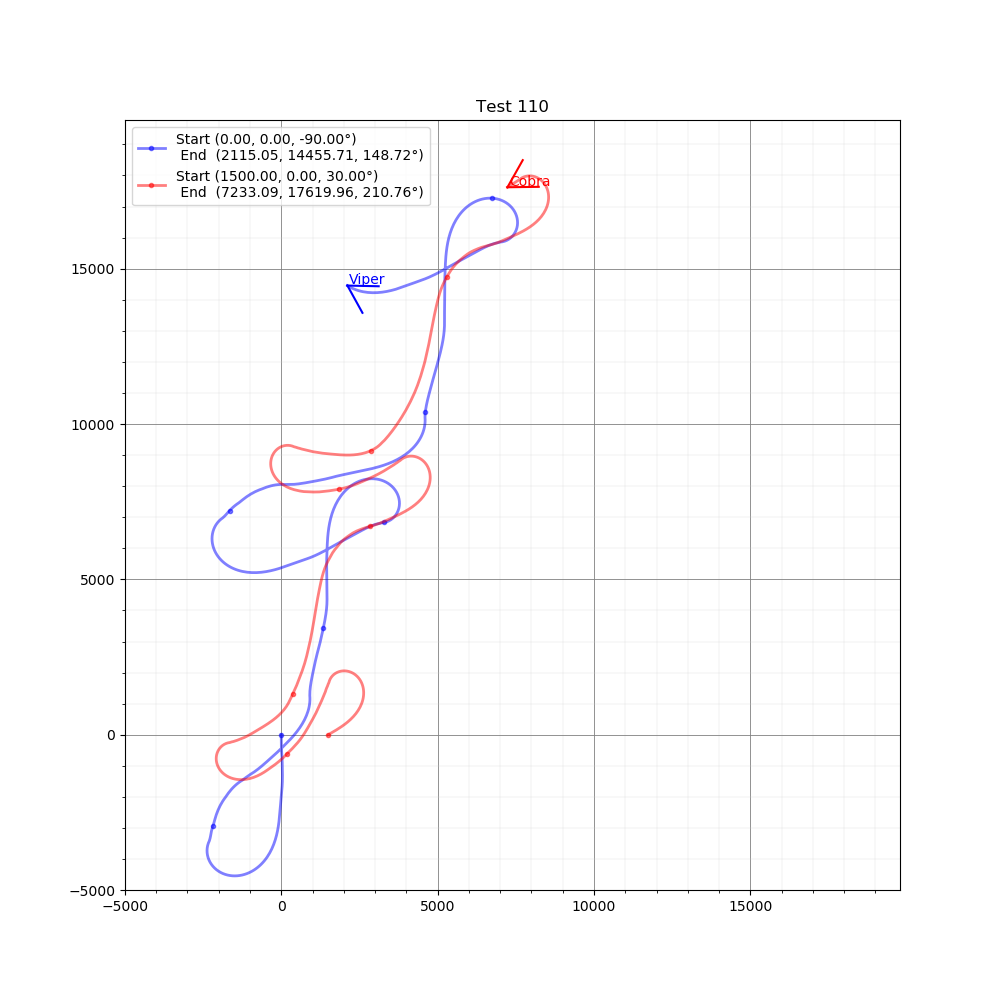 Test 110
Start (0.00, 0.00, -90.00°)
End (2115.05, 14455.71, 148.72°)
Start (1500.00, 0.00, 30.00°)
End (7233.09, 17619.96, 210.76°)
Cobra
Viper
15000
10000
5000
0
−5000
−5000
0
5000
10000
15000